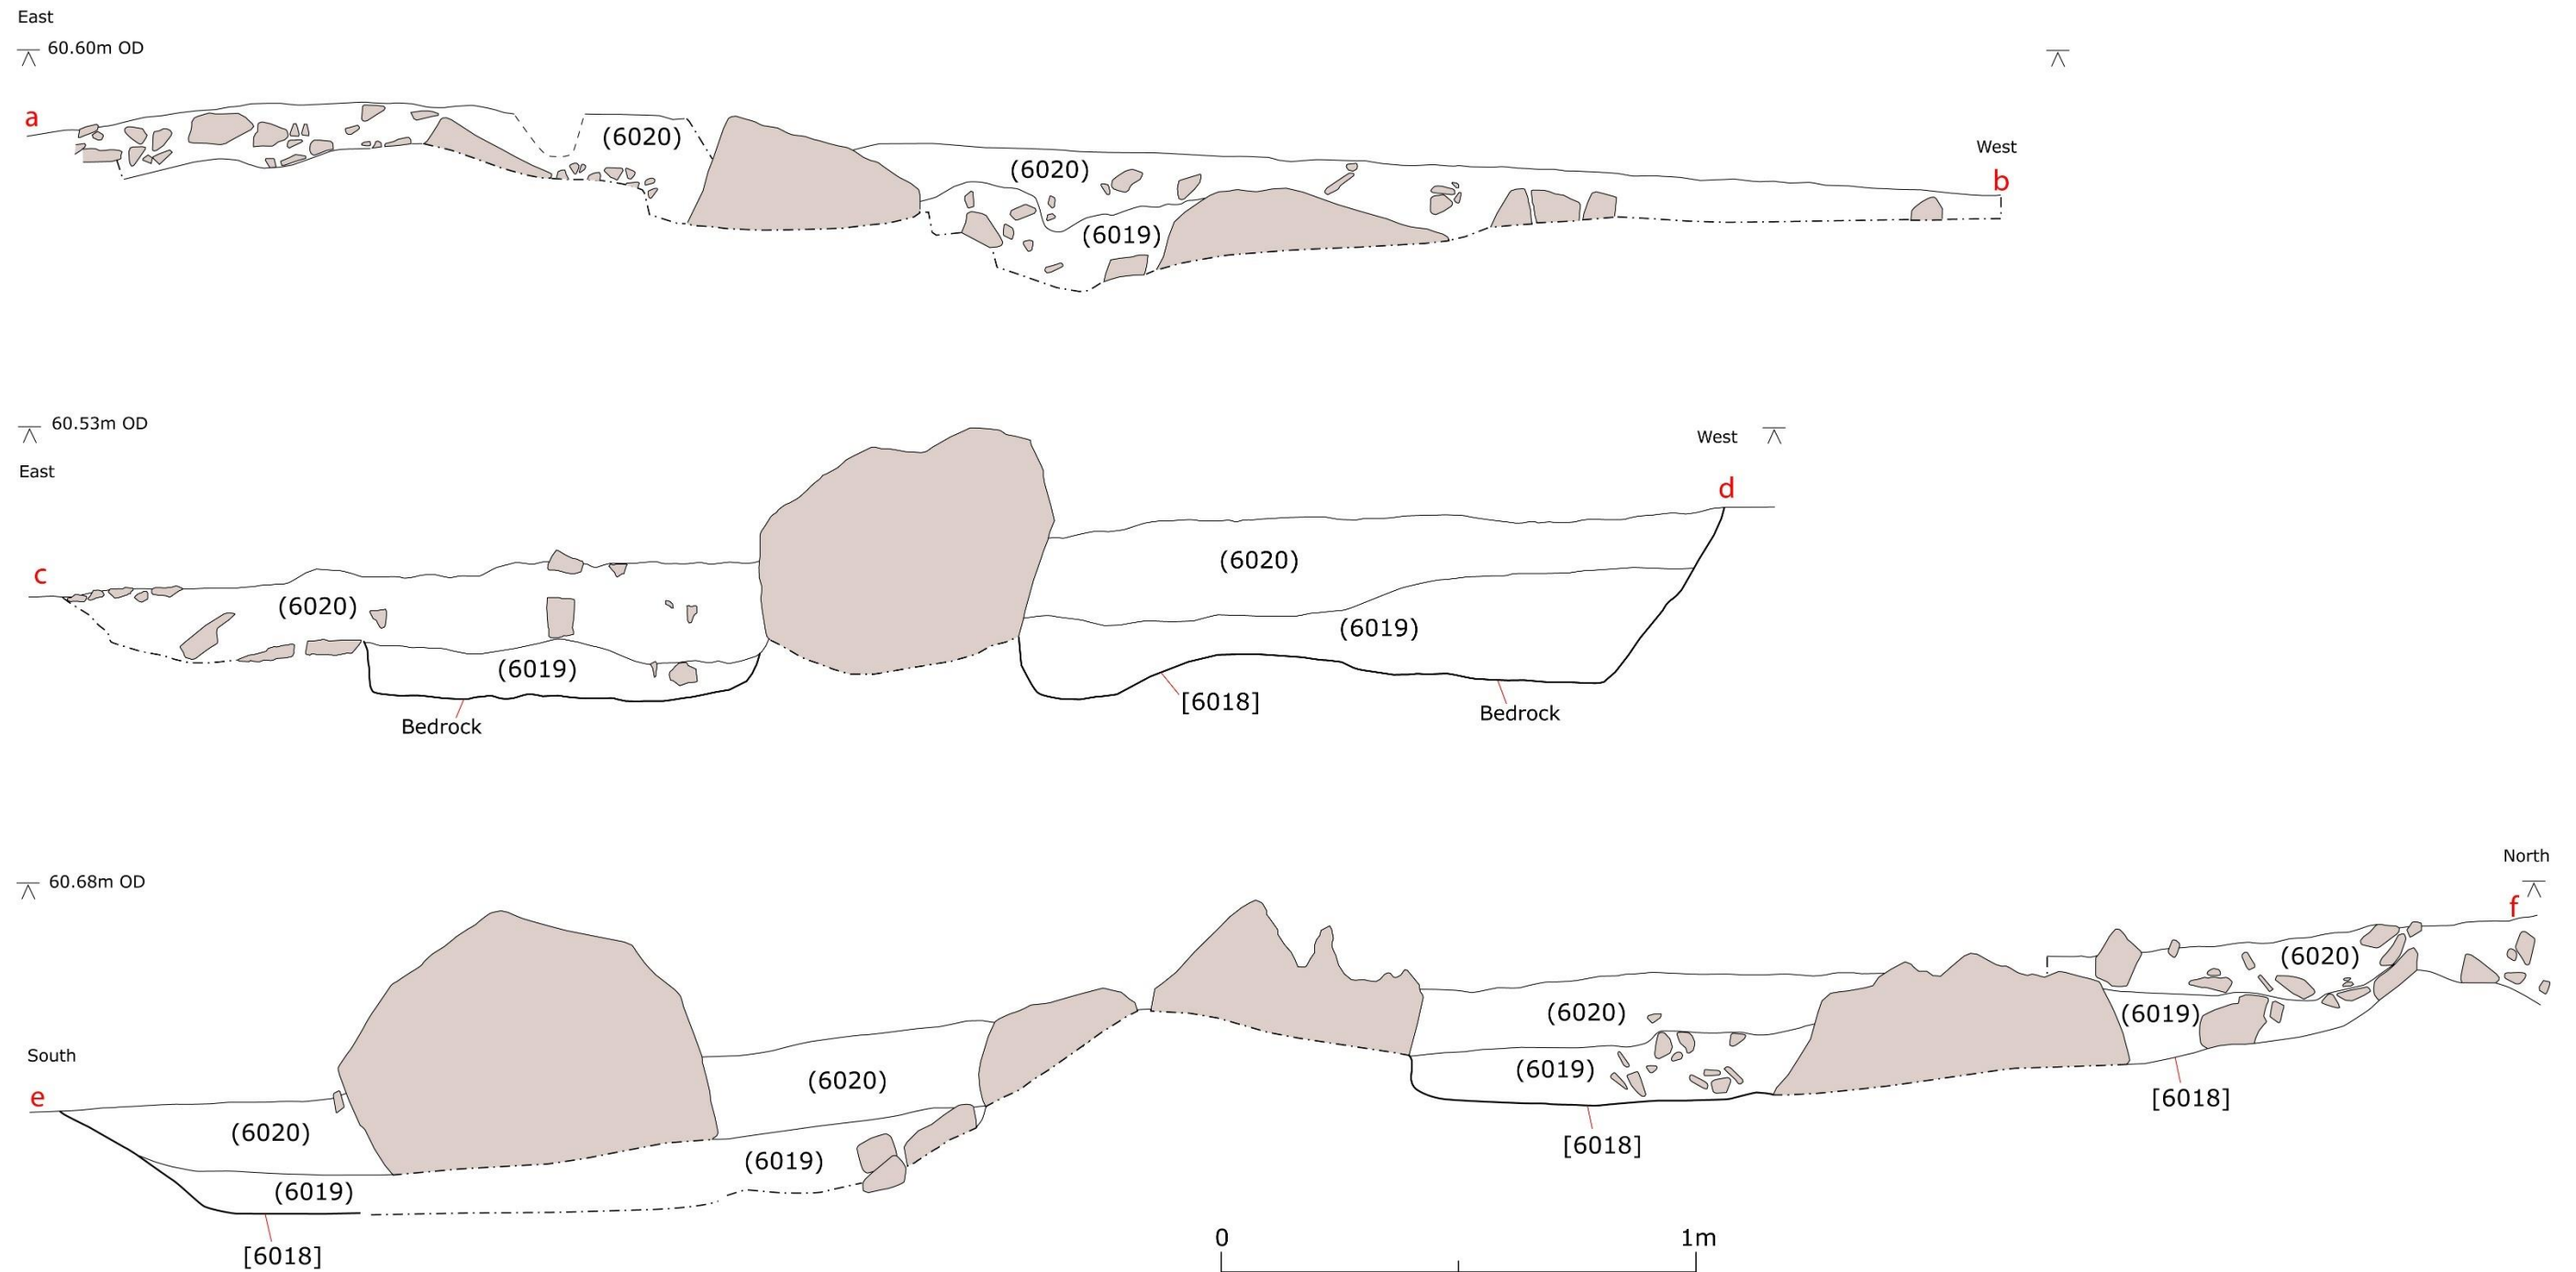 East
60.60m OD
a
(6020)
(6020)
West
b
(6019)
60.53m OD
East
West
d
c
(6020)
(6020)
(6019)
(6019)
[6018]
Bedrock
Bedrock
North
60.68m OD
f
(6020)
(6020)
(6019)
South
(6019)
(6020)
e
[6018]
(6020)
[6018]
(6019)
(6019)
0 1m
[6018]